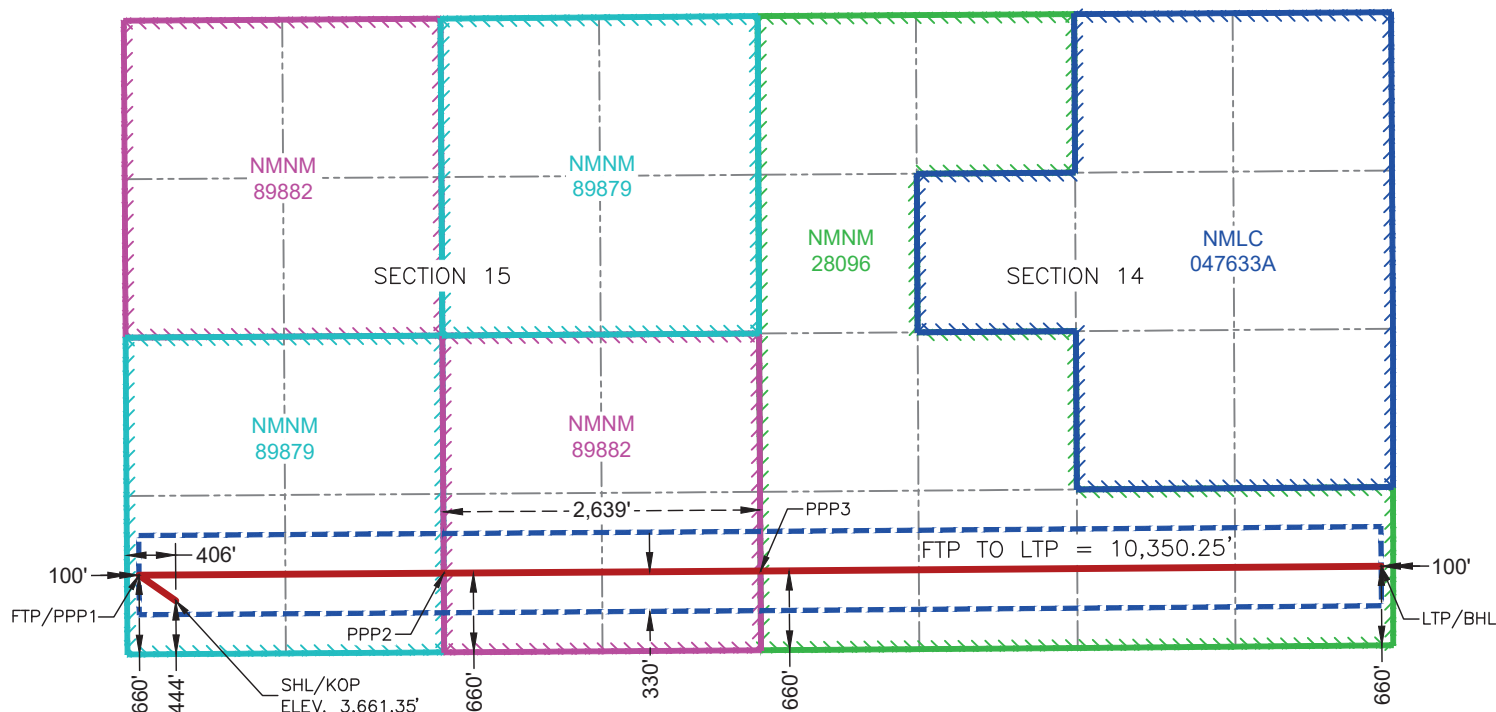 NMNM
89882
NMNM
89879
NMNM
28096
NMLC
047633A
SECTION 15
SECTION 14
NMNM
89879
NMNM
89882
2,639'
PPP3
406'
FTP TO LTP = 10,350.25'
100'
100'
FTP/PPP1
PPP2
LTP/BHL
660'
444'
SHL/KOP
ELEV. 3,661.35'
660'
330'
660'
660'